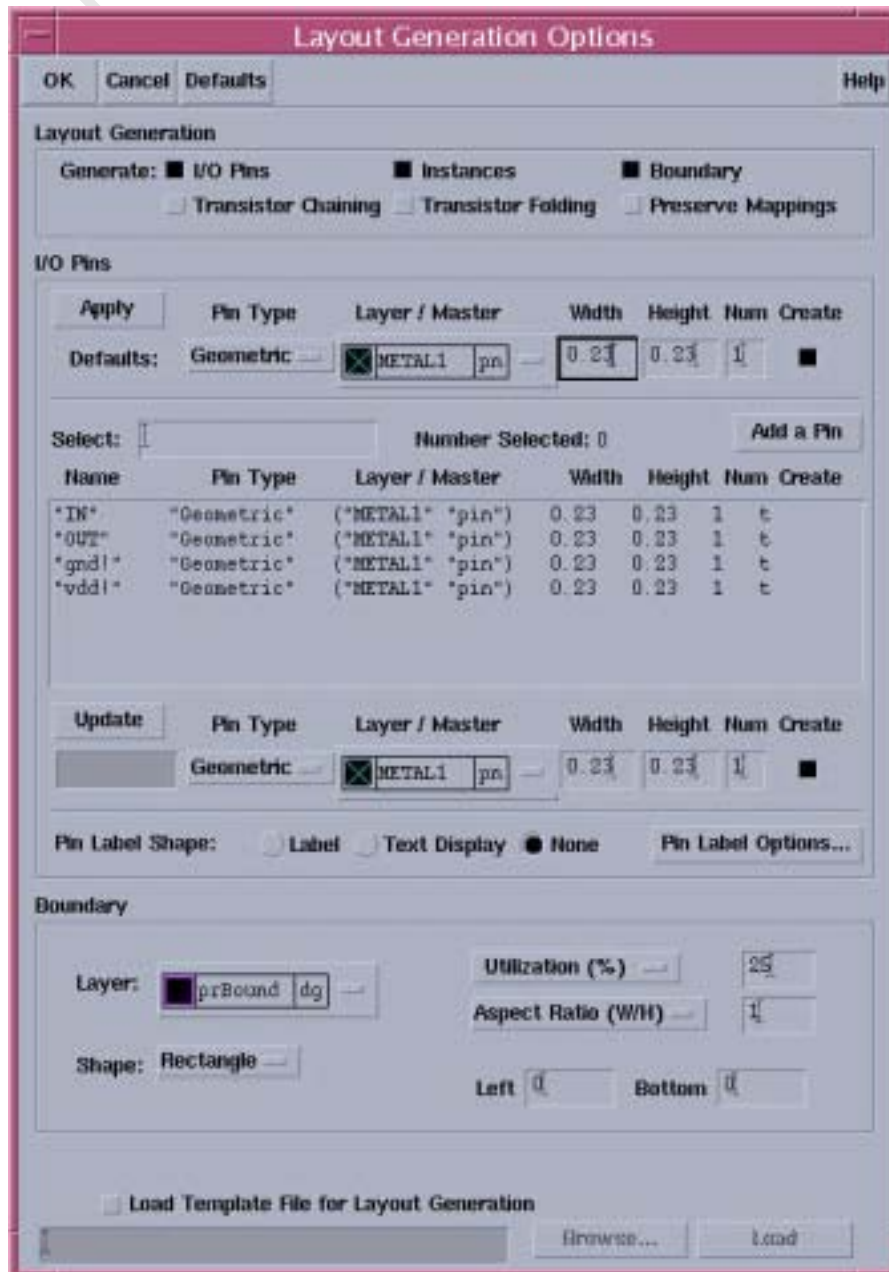 Layout Generation Options
OK Cancel Defaults Help
Layout Generation
Generate: I/O Pins Instances Boundary
Transistor Chaining Transistor Folding Preserve Mappings
I/O Pins
Apply Pin Type Layer / Master Width Height Num Create
Defaults: Geometric METAL1 pn 0.23 0.23 1
Select: Number Selected: 0 Add a Pin
Name Pin Type Layer / Master Width Height Num Create
"IN" "Geometric" ("METAL1" "pin") 0.23 0.23 1 t
"OUT" "Geometric" ("METAL1" "pin") 0.23 0.23 1 t
"gnd!" "Geometric" ("METAL1" "pin") 0.23 0.23 1 t
"vdd!" "Geometric" ("METAL1" "pin") 0.23 0.23 1 t
Update Pin Type Layer / Master Width Height Num Create
Geometric METAL1 pn 0.23 0.23 1
Pin Label Shape: Label Text Display None Pin Label Options...
Boundary
Layer: prBound dg Utilization (%) 25
Aspect Ratio (W/H) 1
Shape: Rectangle
Left 0 Bottom 0
Load Template File for Layout Generation
Browse... Load